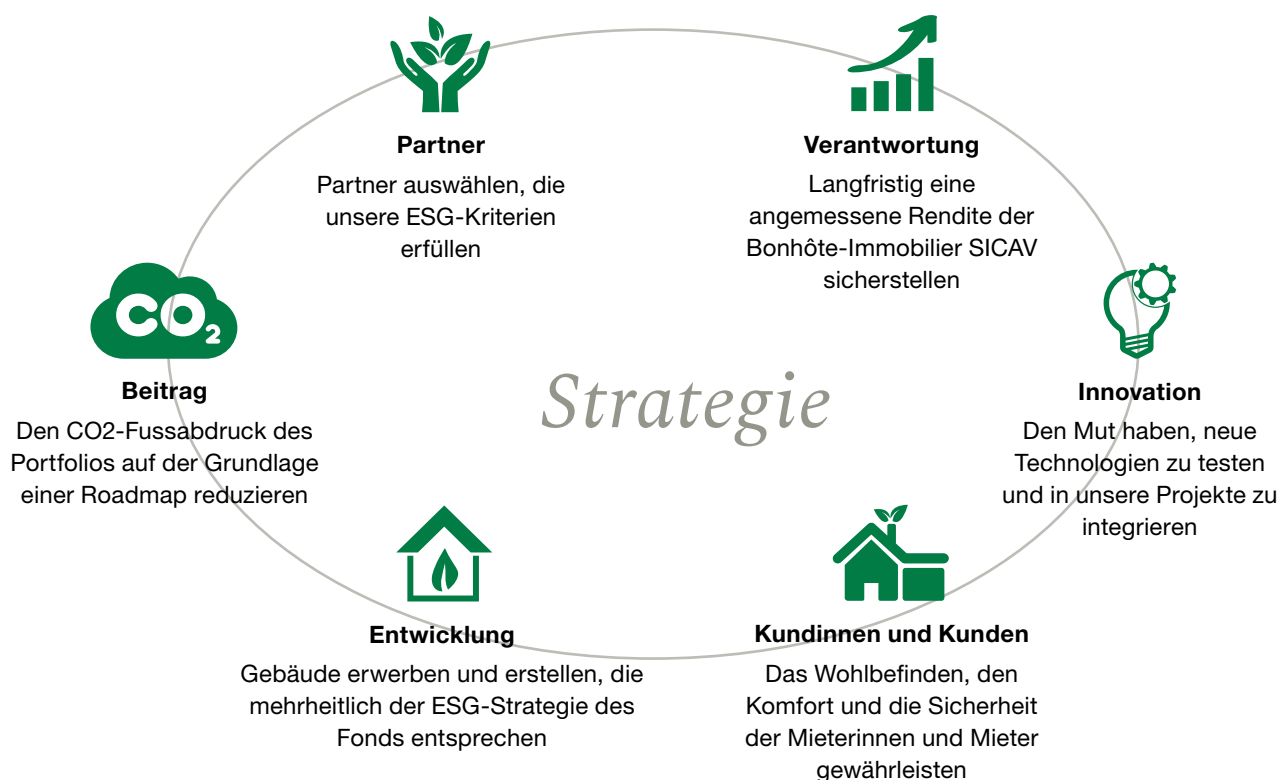 Partner
Partner auswählen, die
unsere ESG-Kriterien
erfüllen
Verantwortung
Langfristig eine
angemessene Rendite der
Bonhôte-Immobilier SICAV
sicherstellen
CO2
Beitrag
Den CO2-Fussabdruck des
Portfolios auf der Grundlage
einer Roadmap reduzieren
Strategie
Innovation
Den Mut haben, neue
Technologien zu testen
und in unsere Projekte zu
integrieren
Entwicklung
Gebäude erwerben und erstellen, die
mehrheitlich der ESG-Strategie des
Fonds entsprechen
Kundinnen und Kunden
Das Wohlbefinden, den
Komfort und die Sicherheit
der Mieterinnen und Mieter
gewährleisten